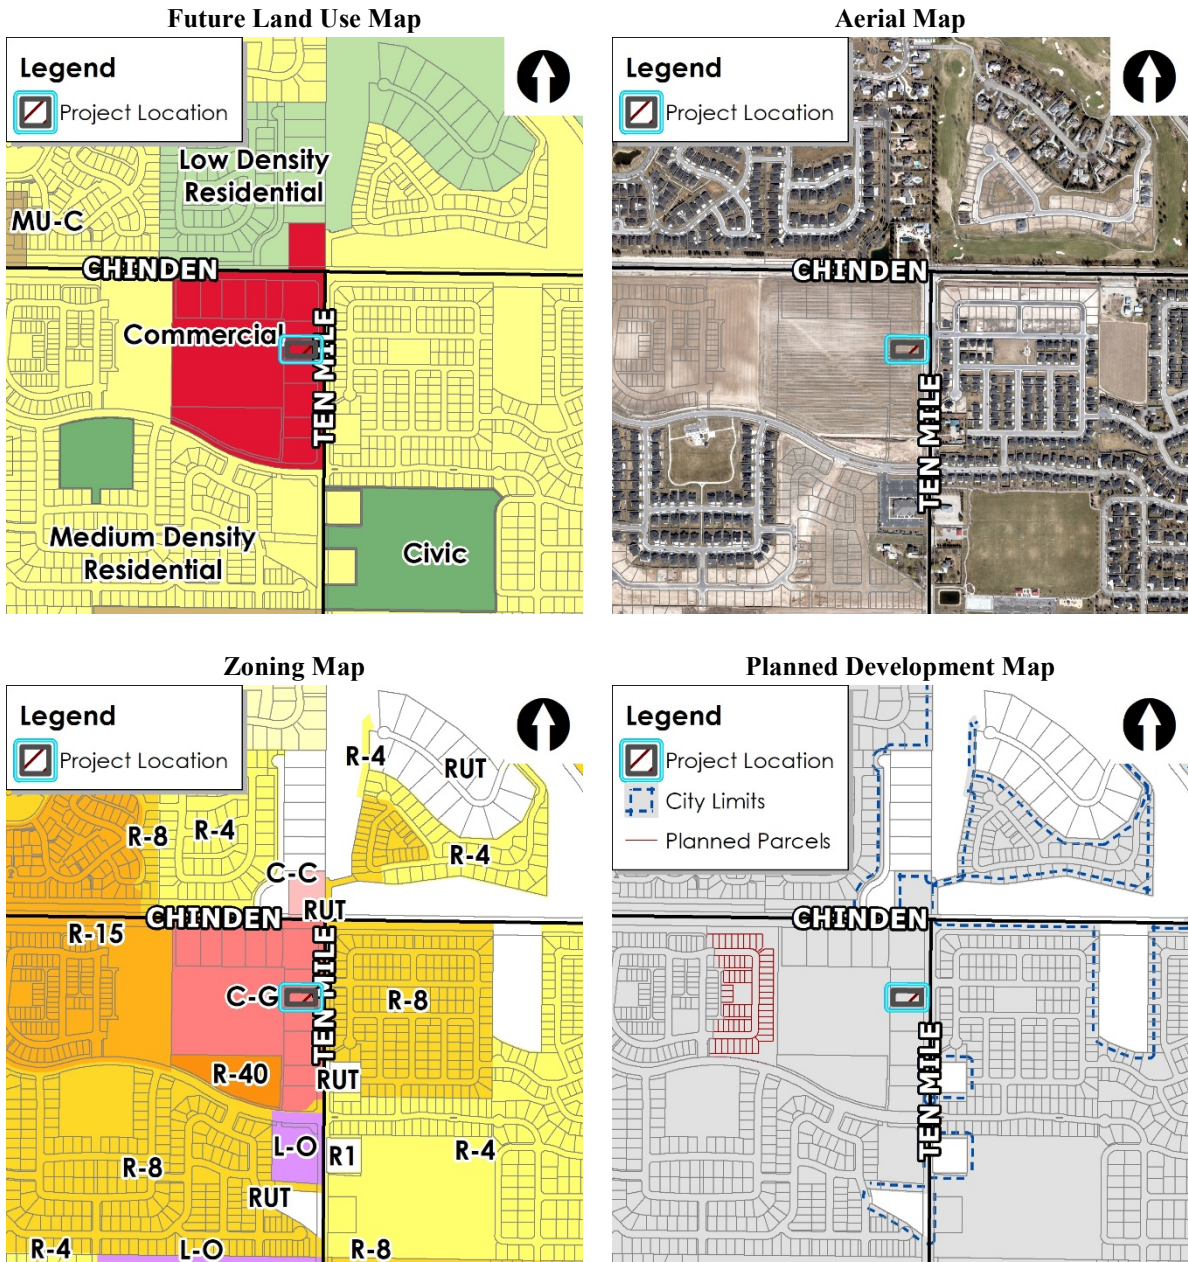 Future Land Use Map
Legend
Project Location
Low Density
Residential
MU-C
CHINDEN
Commercial
TEN MILE
Medium Density
Residential
Civic
Aerial Map
Legend
Project Location
CHINDEN
TEN MILE
Zoning Map
Legend
Project Location
R-4
RUT
R-8
R-4
R-4
C-C
CHINDEN
RUT
R-15
TEN MILE
C-G
R-8
R-40
RUT
L-O
R1
R-4
R-8
RUT
R-4
L-O
R-8
Planned Development Map
Legend
Project Location
City Limits
Planned Parcels
CHINDEN
TEN MILE